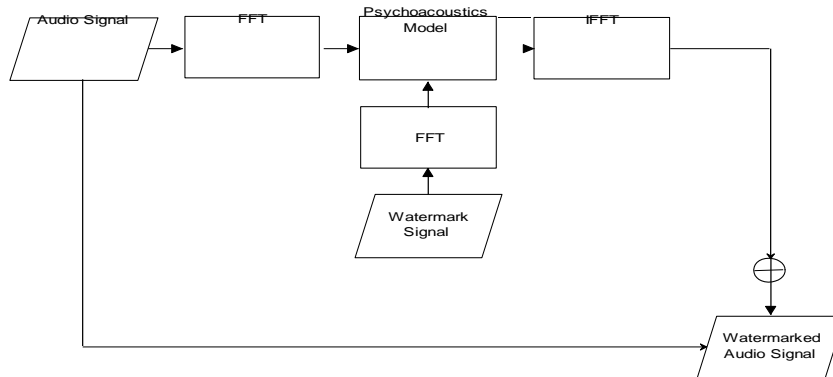 Audio Signal
FFT
Psychoacoustics
Model
IFFT
FFT
Watermark
Signal
Watermarked
Audio Signal